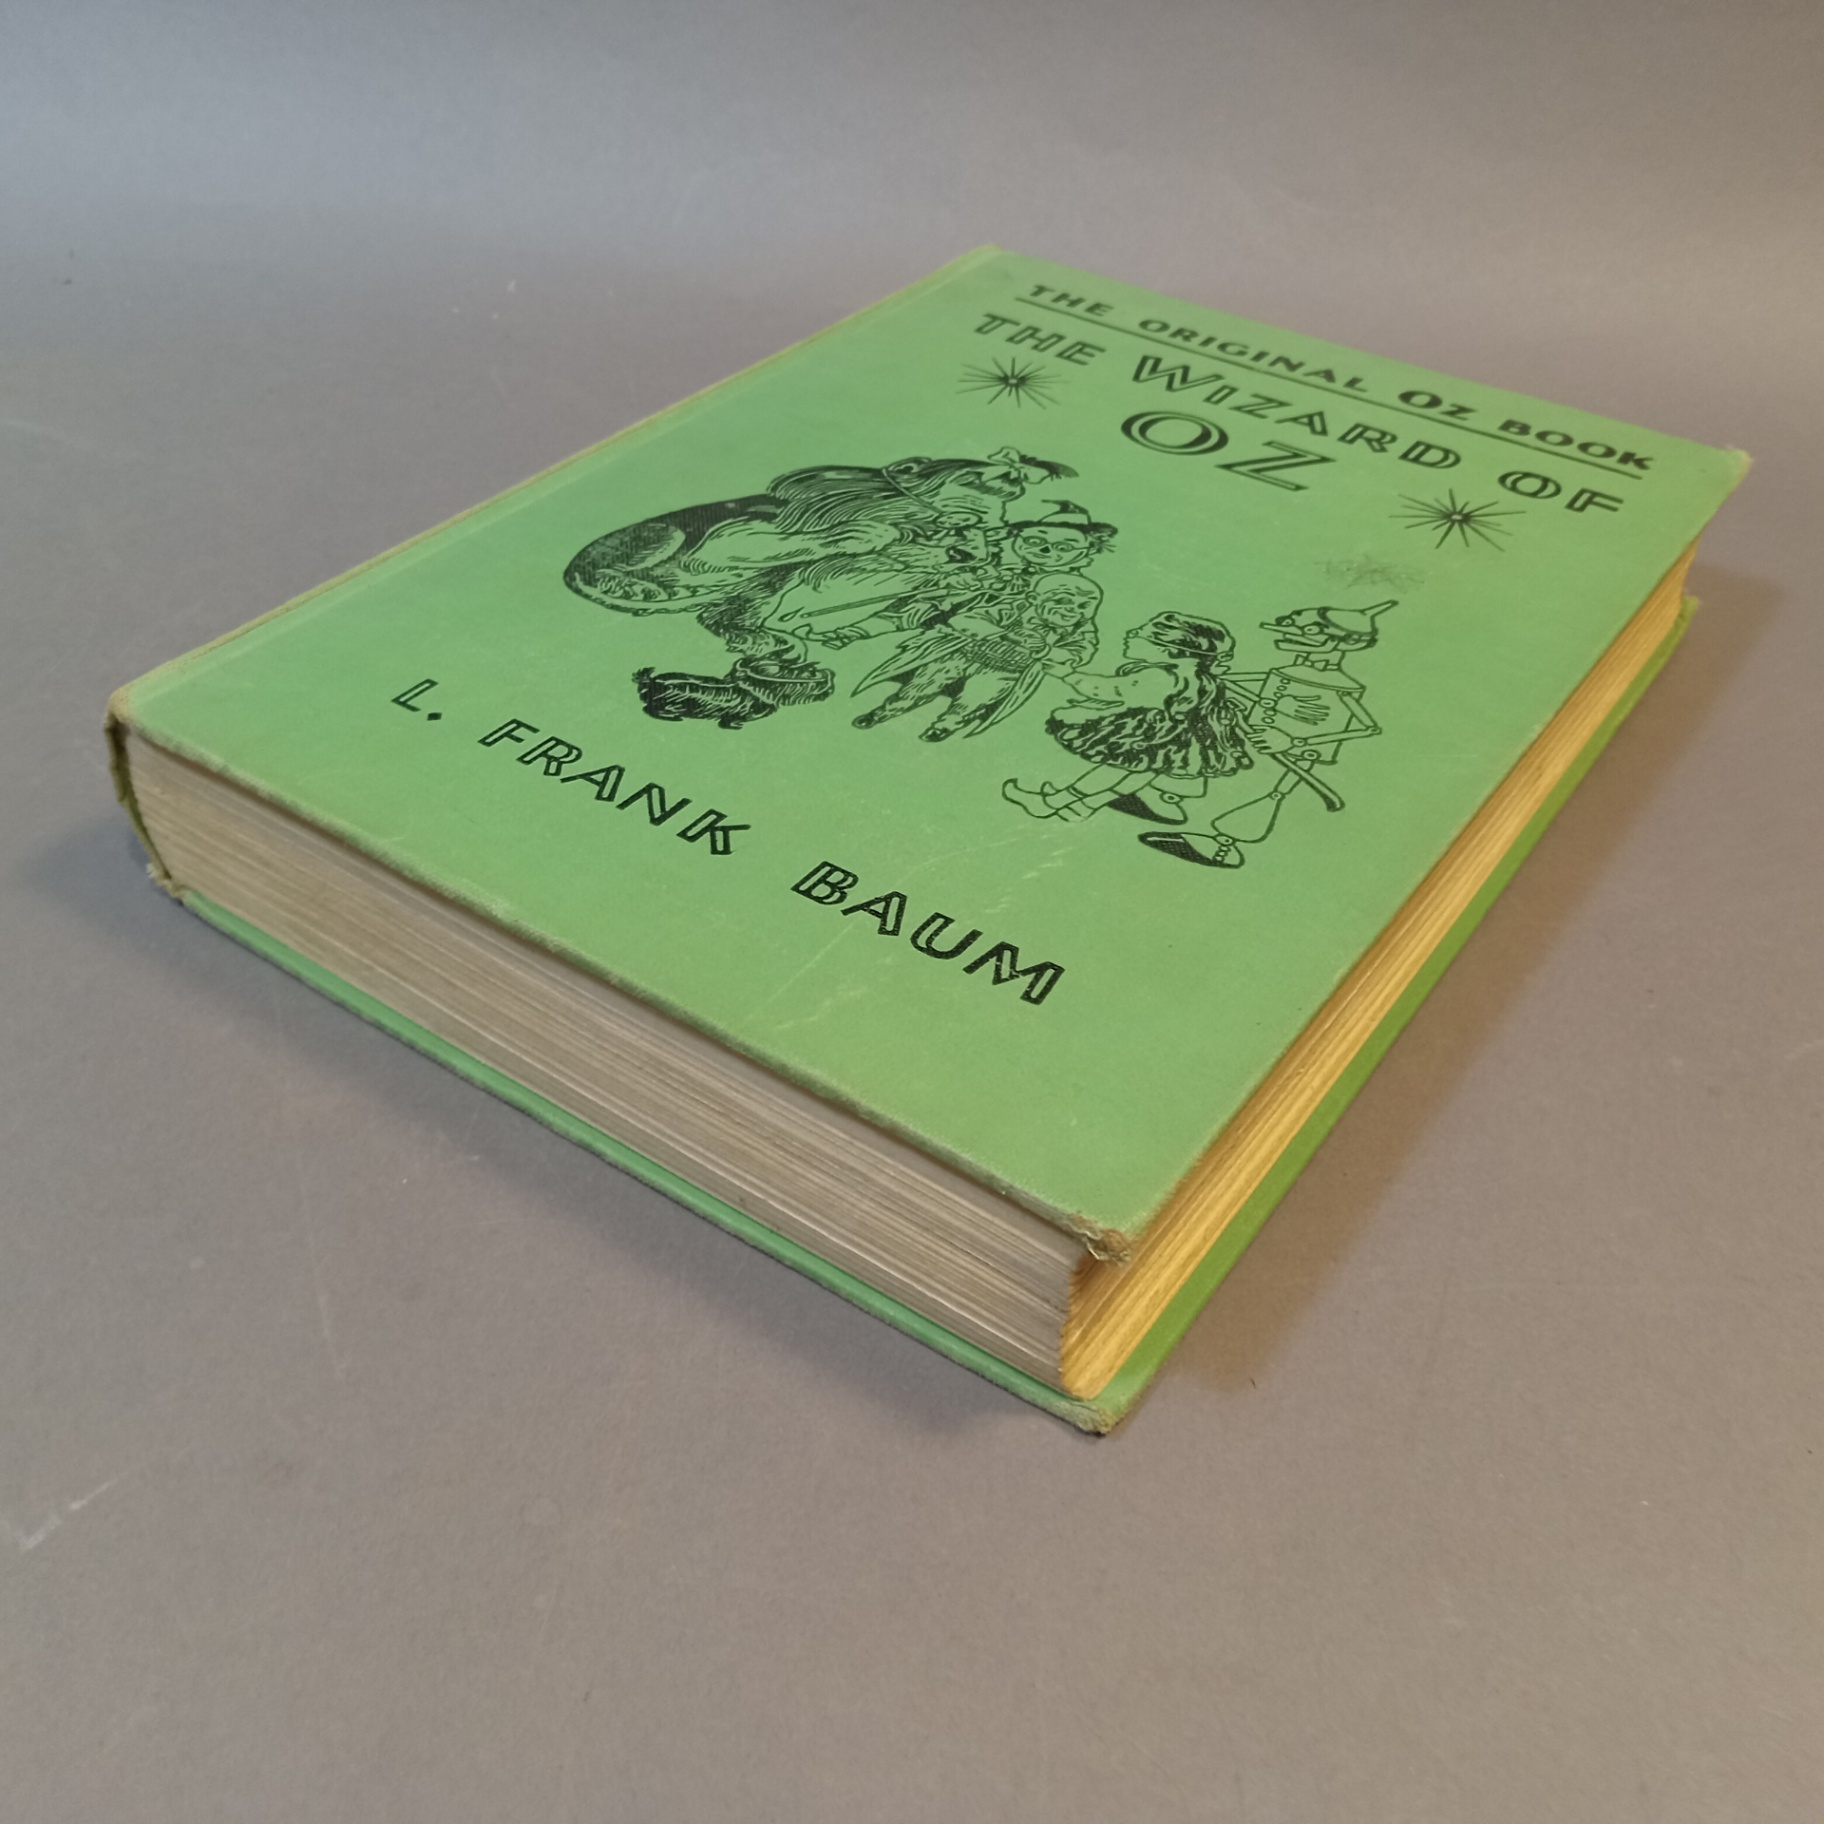 THE ORIGINAL OZ BOOK
THE WIZARD OF
OZ
L. FRANK BAUM